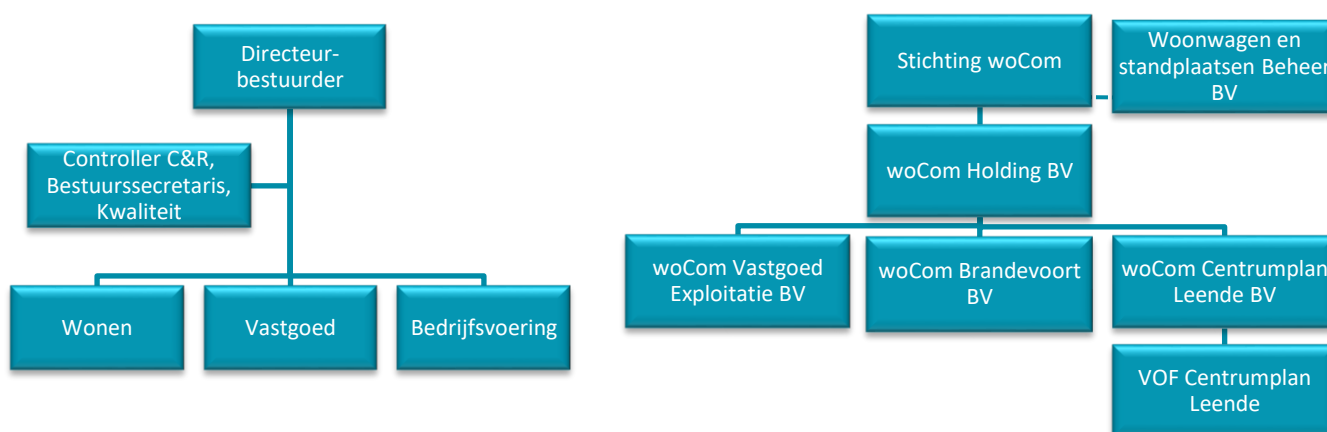 Directeur-
bestuurder
Controller C&R,
Bestuurssecretaris,
Kwaliteit
Wonen
Vastgoed
Bedrijfsvoering
Stichting woCom
Woonwagen en
standplaatsen Beheer
BV
woCom Holding BV
woCom Vastgoed
Exploitatie BV
woCom Brandevoort
BV
woCom Centrumplan
Leende BV
VOF Centrumplan
Leende